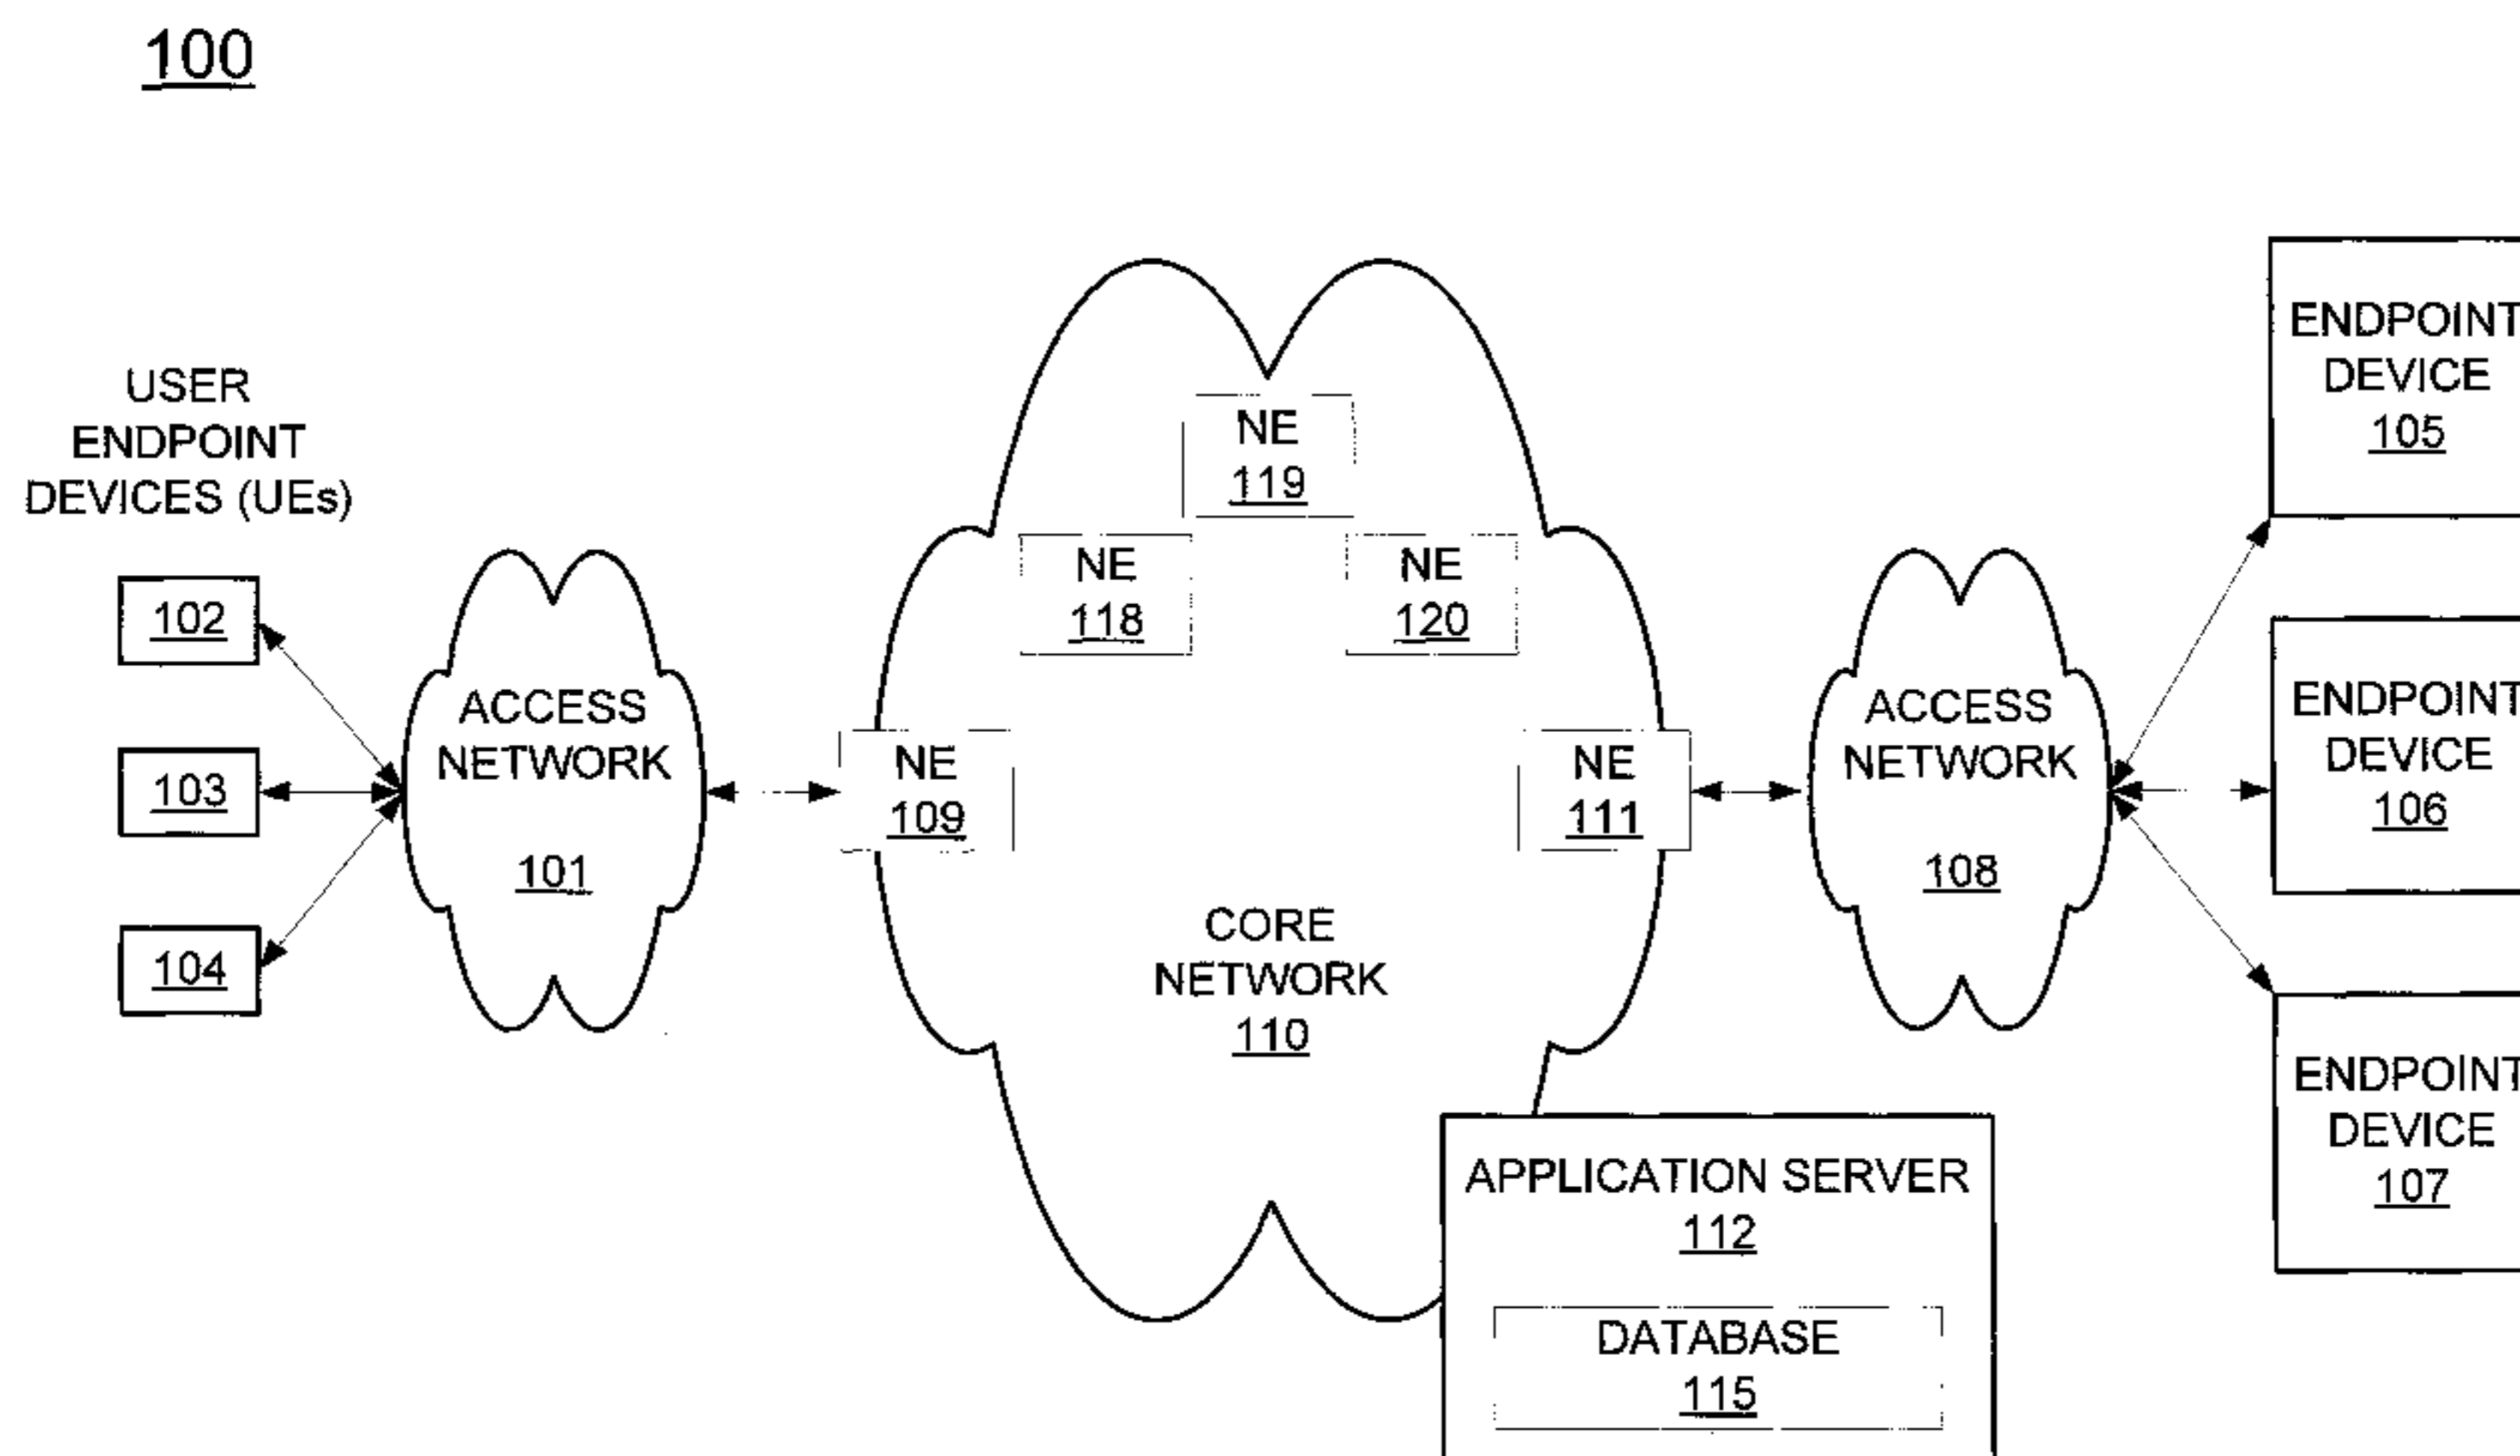 100
USER
ENDPOINT
DEVICES (UEs)
102
103
104
ACCESS
NETWORK
101
NE
119
NE
118
NE
120
NE
109
NE
111
CORE
NETWORK
110
APPLICATION SERVER
112
DATABASE
115
ACCESS
NETWORK
108
ENDPOINT
DEVICE
105
ENDPOINT
DEVICE
106
ENDPOINT
DEVICE
107